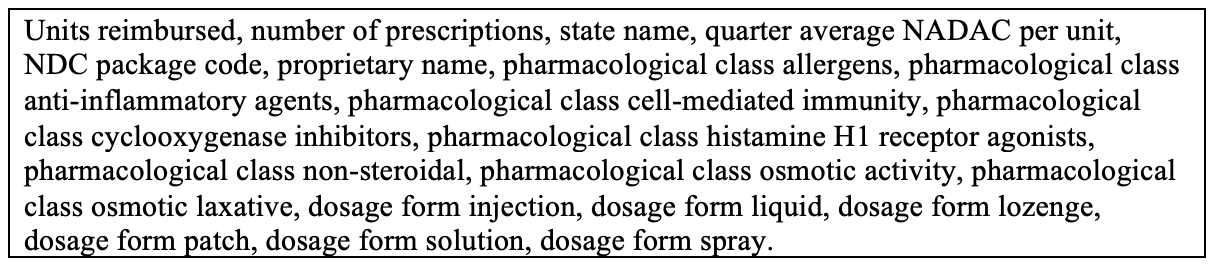 Units reimbursed, number of prescriptions, state name, quarter average NADAC per unit,
NDC package code, proprietary name, pharmacological class allergens, pharmacological class
anti-inflammatory agents, pharmacological class cell-mediated immunity, pharmacological
class cyclooxygenase inhibitors, pharmacological class histamine H1 receptor agonists,
pharmacological class non-steroidal, pharmacological class osmotic activity, pharmacological
class osmotic laxative, dosage form injection, dosage form liquid, dosage form lozenge,
dosage form patch, dosage form solution, dosage form spray.